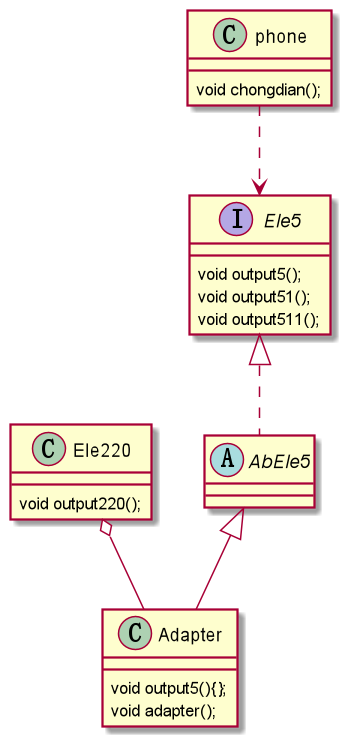 C phone
void chongdian();
I Ele5
void output5();
void output51();
void output511();
C Ele220
void output220();
A AbEle5
C Adapter
void output5(){};
void adapter();